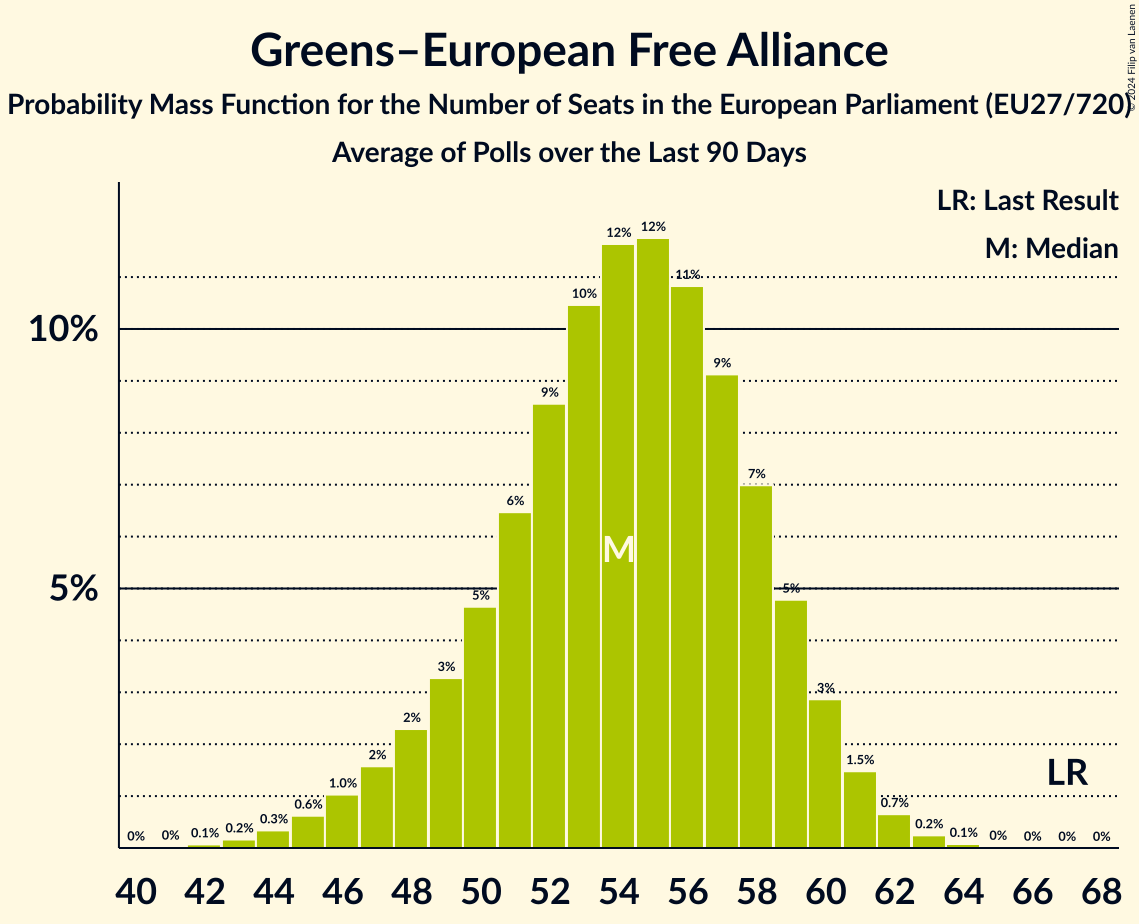 Greens–European Free Alliance
Probability Mass Function for the Number of Seats in the European Parliament (EU27/720)
Average of Polls over the Last 90 Days
© 2024 Filip van Laenen
LR: Last Result
M: Median
10%
5%
0% 0% 0.1% 0.2% 0.3% 0.6% 1.0% 2% 2% 3% 5% 6% 9% 10% 12% 12% 11% 9% 7% 5% 3% 1.5% 0.7% 0.2% 0.1% 0% 0% 0% 0%
M
LR
40 42 44 46 48 50 52 54 56 58 60 62 64 66 68